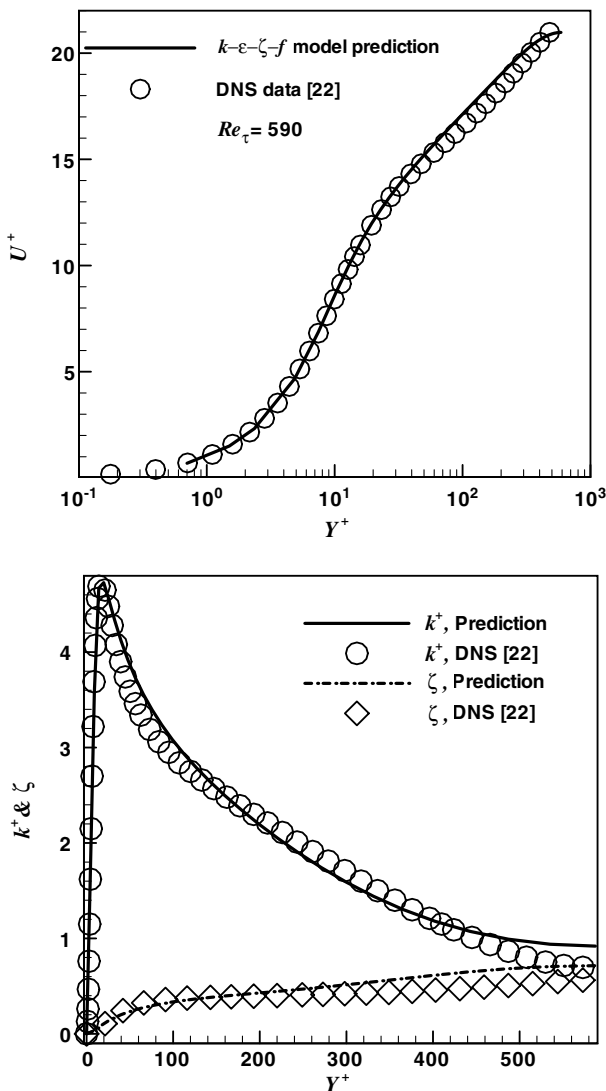 20
k–ε–ζ–f model prediction
DNS data [22]
Reτ = 590
15
U+
10
5
10-1
100
101
102
103
Y+
k+, Prediction
k+, DNS [22]
ζ, Prediction
ζ, DNS [22]
4
3
k+ & ζ
2
1
0
0
100
200
300
400
500
Y+